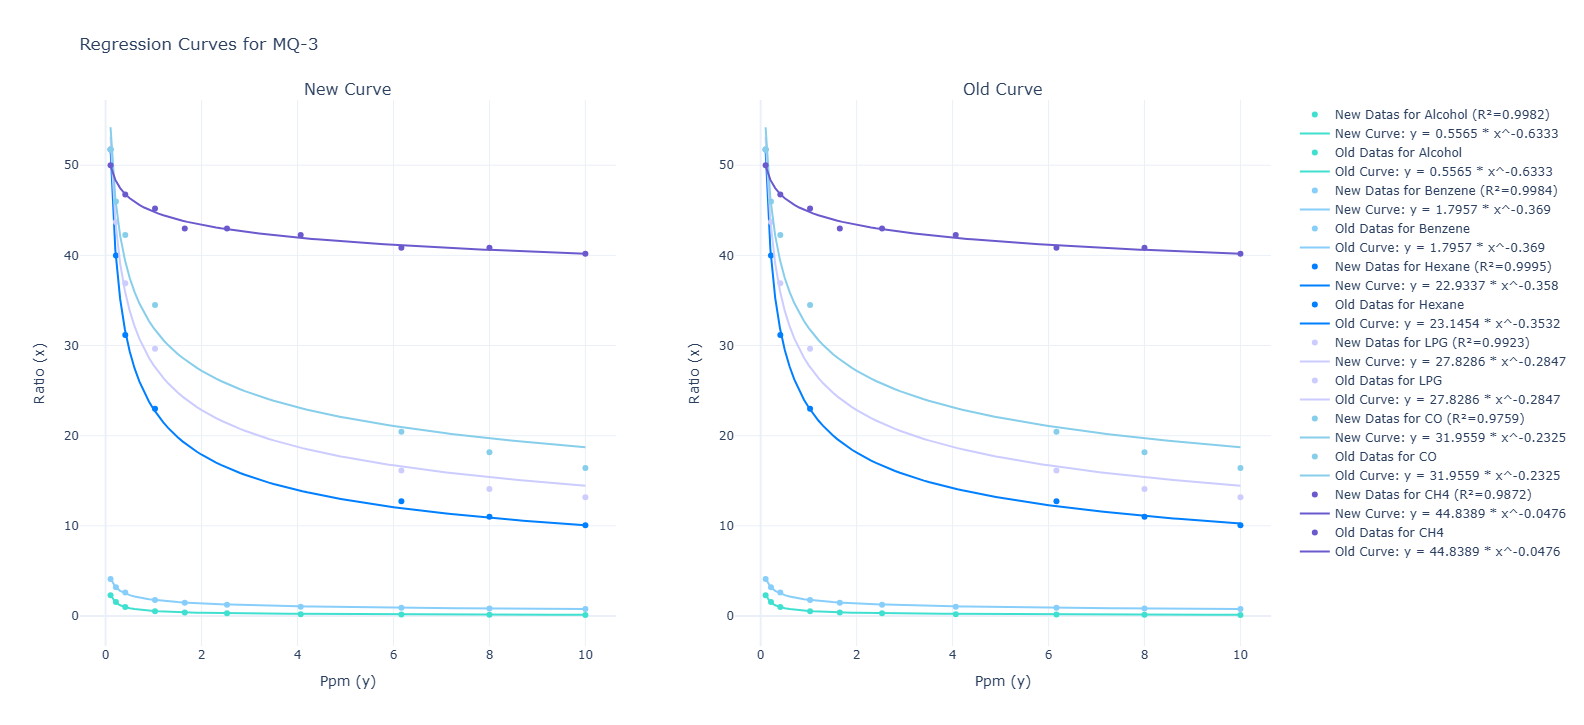 Regression Curves for MQ-3
New Curve
50
40
30
20
10
0
Ratio (x)
0 2 4 6 8 10
Ppm (y)
Old Curve
50
40
30
20
10
0
Ratio (x)
0 2 4 6 8 10
Ppm (y)
New Datas for Alcohol (R²=0.9982)
New Curve: y = 0.5565 * x^-0.6333
Old Datas for Alcohol
Old Curve: y = 0.5565 * x^-0.6333
New Datas for Benzene (R²=0.9984)
New Curve: y = 1.7957 * x^-0.369
Old Datas for Benzene
Old Curve: y = 1.7957 * x^-0.369
New Datas for Hexane (R²=0.9995)
New Curve: y = 22.9337 * x^-0.358
Old Datas for Hexane
Old Curve: y = 23.1454 * x^-0.3532
New Datas for LPG (R²=0.9923)
New Curve: y = 27.8286 * x^-0.2847
Old Datas for LPG
Old Curve: y = 27.8286 * x^-0.2847
New Datas for CO (R²=0.9759)
New Curve: y = 31.9559 * x^-0.2325
Old Datas for CO
Old Curve: y = 31.9559 * x^-0.2325
New Datas for CH4 (R²=0.9872)
New Curve: y = 44.8389 * x^-0.0476
Old Datas for CH4
Old Curve: y = 44.8389 * x^-0.0476